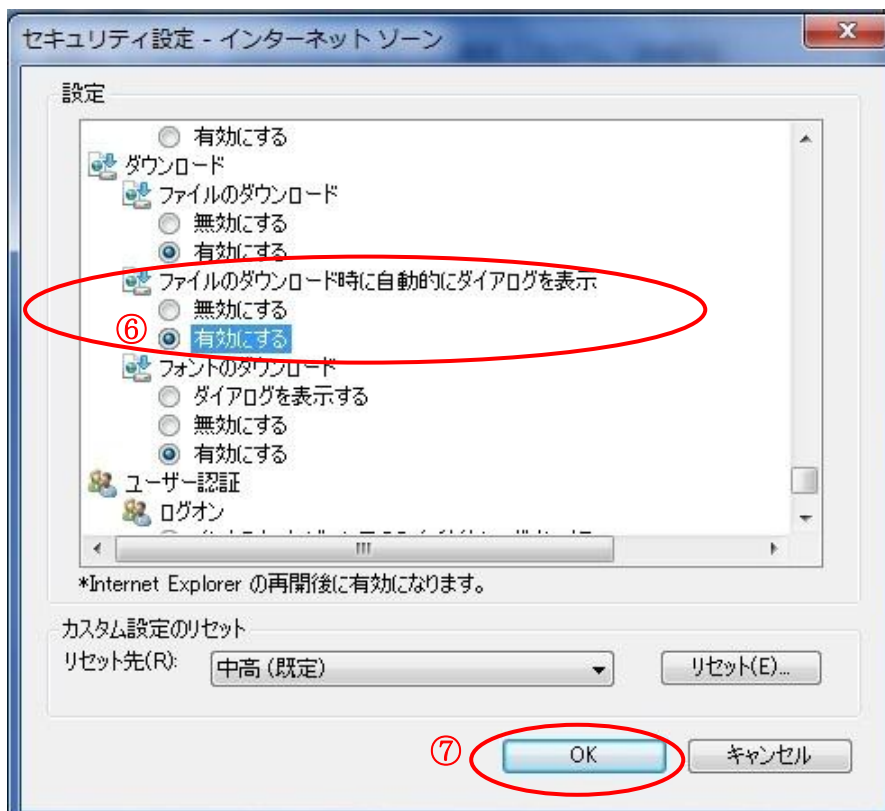 セキュリティ設定 - インターネット ゾーン
設定
有効にする
ダウンロード
ファイルのダウンロード
無効にする
有効にする
ファイルのダウンロード時に自動的にダイアログを表示
無効にする
⑥ 有効にする
フォントのダウンロード
ダイアログを表示する
無効にする
有効にする
ユーザー認証
ログオン
*Internet Explorer の再開後に有効になります。
カスタム設定のリセット
リセット先(R): 中高 (既定) リセット(E)...
⑦ OK キャンセル